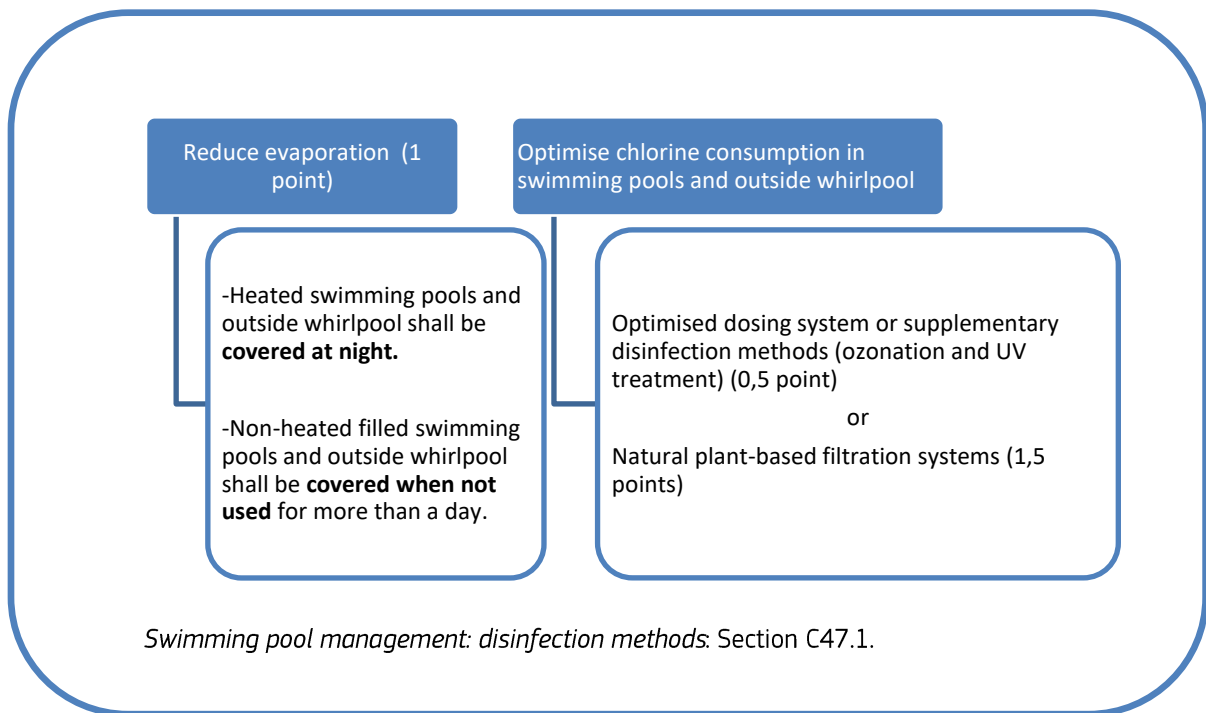 Reduce evaporation  (1
point)
-Heated swimming pools and
outside whirlpool shall be
covered at night.
-Non-heated filled swimming
pools and outside whirlpool
shall be covered when not
used for more than a day.
Optimise chlorine consumption in
swimming pools and outside whirlpool
Optimised dosing system or supplementary
disinfection methods (ozonation and UV
treatment) (0,5 point)
or
Natural plant-based filtration systems (1,5
points)
Swimming pool management: disinfection methods: Section C47.1.